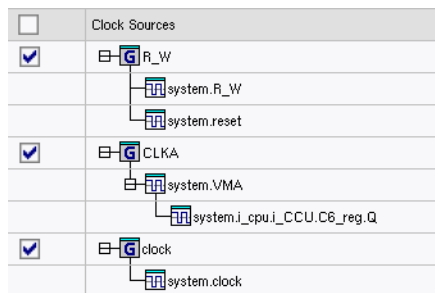 Clock Sources
G R_W
system.R_W
system.reset
G CLKA
system.VMA
system.i_cpu.i_CCU.C6_reg.Q
G clock
system.clock